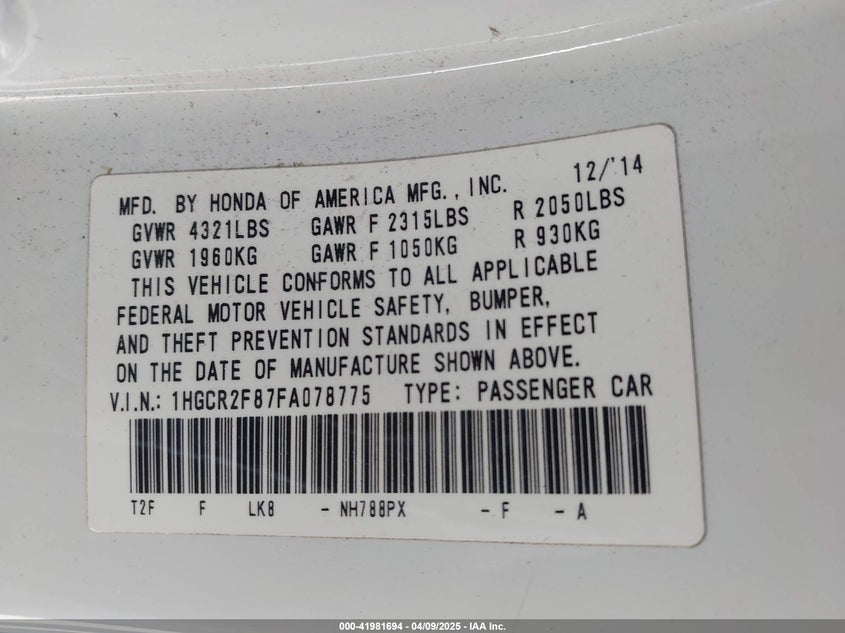 MFD. BY HONDA OF AMERICA MFG., INC. 12/'14
GVWR 4321LBS GAWR F 2315LBS R 2050LBS
GVWR 1960KG GAWR F 1050KG R 930KG
THIS VEHICLE CONFORMS TO ALL APPLICABLE
FEDERAL MOTOR VEHICLE SAFETY, BUMPER,
AND THEFT PREVENTION STANDARDS IN EFFECT
ON THE DATE OF MANUFACTURE SHOWN ABOVE.
V.I.N.: 1HGCR2F87FA078775 TYPE: PASSENGER CAR
T2F F LK8 - NH788PX - F - A
000-41981694 - 04/09/2025 - IAA Inc.